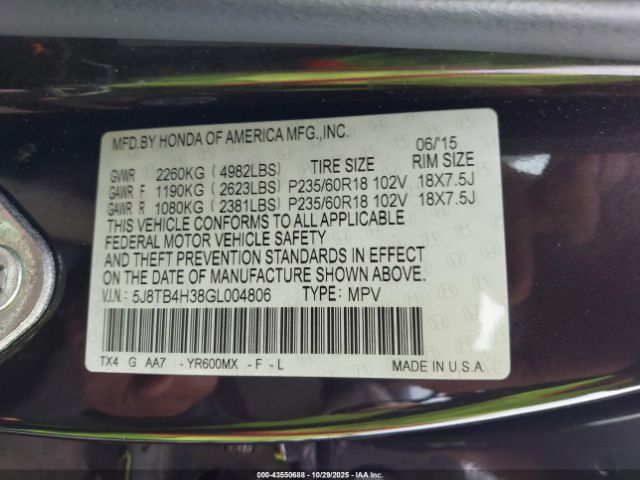 MFD.BY HONDA OF AMERICA MFG.,INC. 06/'15
GVWR 2260KG (4982LBS) TIRE SIZE RIM SIZE
GAWR F 1190KG (2623LBS) P235/60R18 102V 18X7.5J
GAWR R 1080KG (2381LBS) P235/60R18 102V 18X7.5J
THIS VEHICLE CONFORMS TO ALL APPLICABLE
FEDERAL MOTOR VEHICLE SAFETY
AND THEFT PREVENTION STANDARDS IN EFFECT
ON THE DATE OF MANUFACTURE SHOWN ABOVE.
V.I.N.: 5J8TB4H38GL004806 TYPE: MPV
TX4 G AA7 -YR600MX -F -L MADE IN U.S.A.
000-43550688 - 10/29/2025 - IAA Inc.